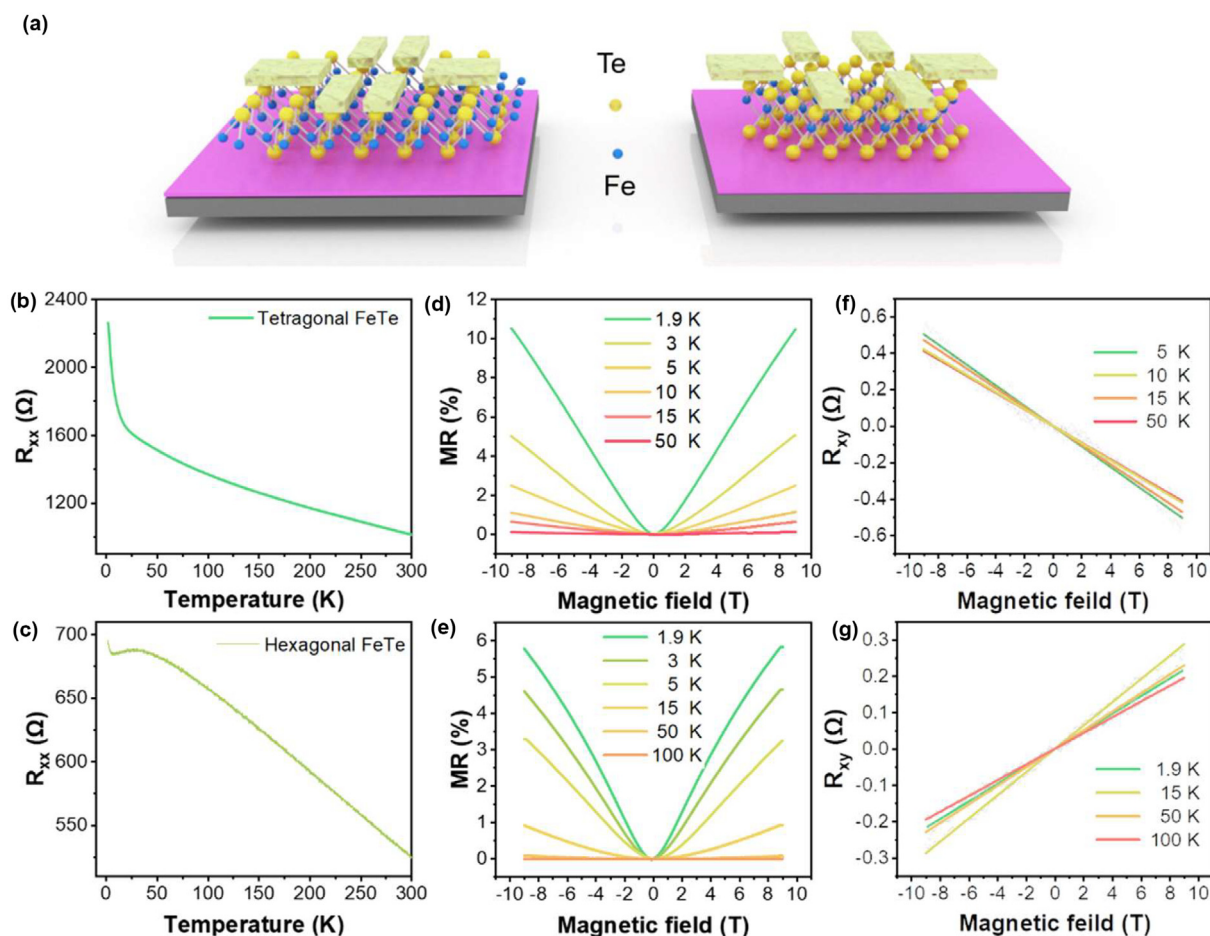 (a)
Te
Fe
(b)
2400
2000
1600
1200
R_xx (Ω)
Tetragonal FeTe
0 50 100 150 200 250 300
Temperature (K)
(d)
12
10
8
6
4
2
0
MR (%)
1.9 K
3 K
5 K
10 K
15 K
50 K
-10 -8 -6 -4 -2 0 2 4 6 8 10
Magnetic field (T)
(f)
0.6
0.4
0.2
0.0
-0.2
-0.4
-0.6
R_xy (Ω)
5 K
10 K
15 K
50 K
-10 -8 -6 -4 -2 0 2 4 6 8 10
Magnetic feild (T)
(c)
700
650
600
550
R_xx (Ω)
Hexagonal FeTe
0 50 100 150 200 250 300
Temperature (K)
(e)
6
5
4
3
2
1
0
MR (%)
1.9 K
3 K
5 K
15 K
50 K
100 K
-10 -8 -6 -4 -2 0 2 4 6 8 10
Magnetic field (T)
(g)
0.3
0.2
0.1
0.0
-0.1
-0.2
-0.3
R_xy (Ω)
1.9 K
15 K
50 K
100 K
-10 -8 -6 -4 -2 0 2 4 6 8 10
Magnetic feild (T)